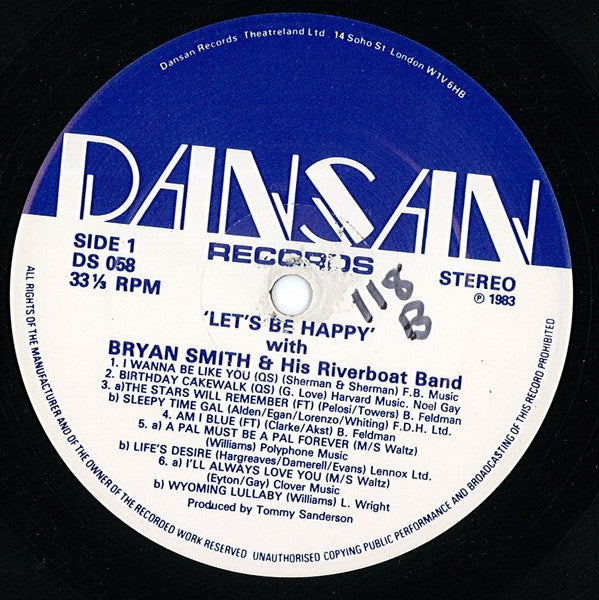 Dansan Records Theatreland Ltd 14 Soho St London W1V 6HB
DANSAN
RECORDS
SIDE 1
DS 058
33⅓ RPM
STEREO
Ⓟ 1983
118
B
'LET'S BE HAPPY'
with
BRYAN SMITH & His Riverboat Band
1. I WANNA BE LIKE YOU (QS) (Sherman & Sherman) F.B. Music
2. BIRTHDAY CAKEWALK (QS) (G. Love) Harvard Music. Noel Gay
3. a)THE STARS WILL REMEMBER (FT) (Pelosi/Towers) B. Feldman
b) SLEEPY TIME GAL (Alden/Egan/Lorenzo/Whiting) F.D.H. Ltd.
4. AM I BLUE (FT) (Clarke/Akst) B. Feldman
5. a) A PAL MUST BE A PAL FOREVER (M/S Waltz)
(Williams) Polyphone Music
b) LIFE'S DESIRE (Hargreaves/Damerell/Evans) Lennox Ltd.
6. a) I'LL ALWAYS LOVE YOU (M/S Waltz)
(Eyton/Gay) Clover Music
b) WYOMING LULLABY (Williams) L. Wright
Produced by Tommy Sanderson
ALL RIGHTS OF THE MANUFACTURER AND OF THE OWNER OF THE RECORDED WORK RESERVED UNAUTHORISED COPYING PUBLIC PERFORMANCE AND BROADCASTING OF THIS RECORD PROHIBITED